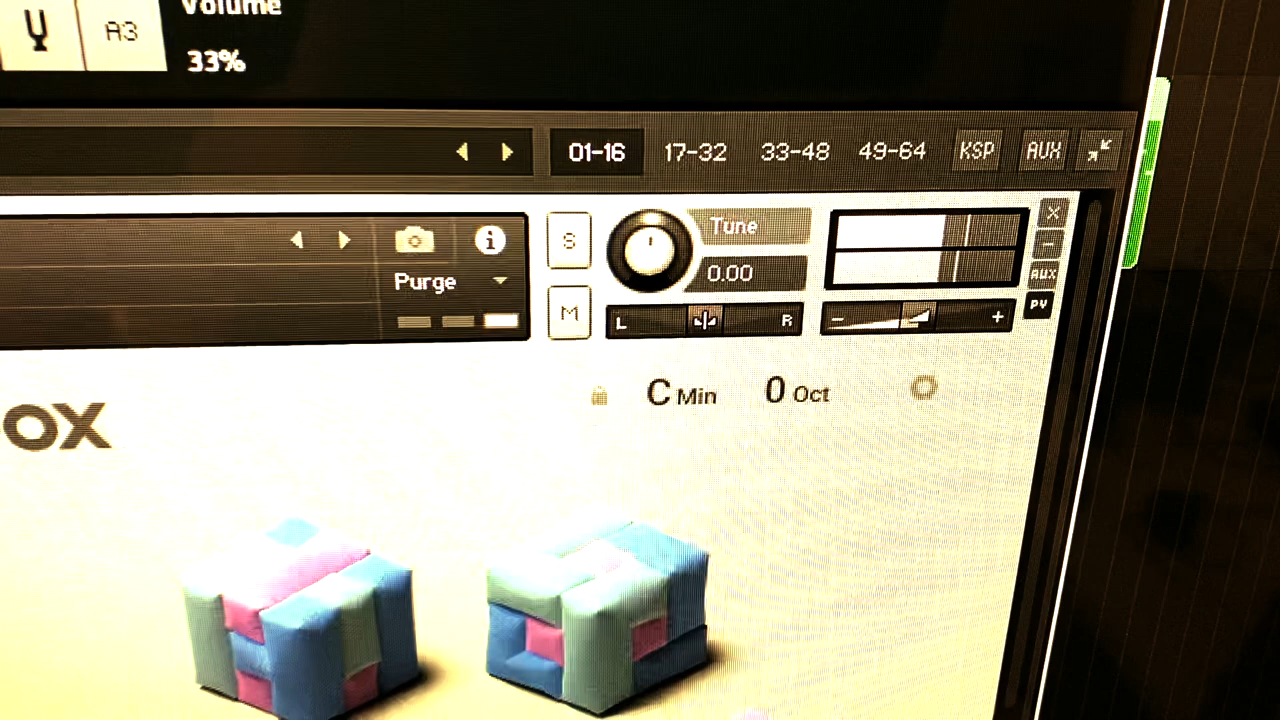 Volume
A3
33%
01-16 17-32 33-48 49-64 KSP AUX
S Tune
i
0.00
Purge
AUX
M
L R
- +
PV
C Min 0 Oct
OX